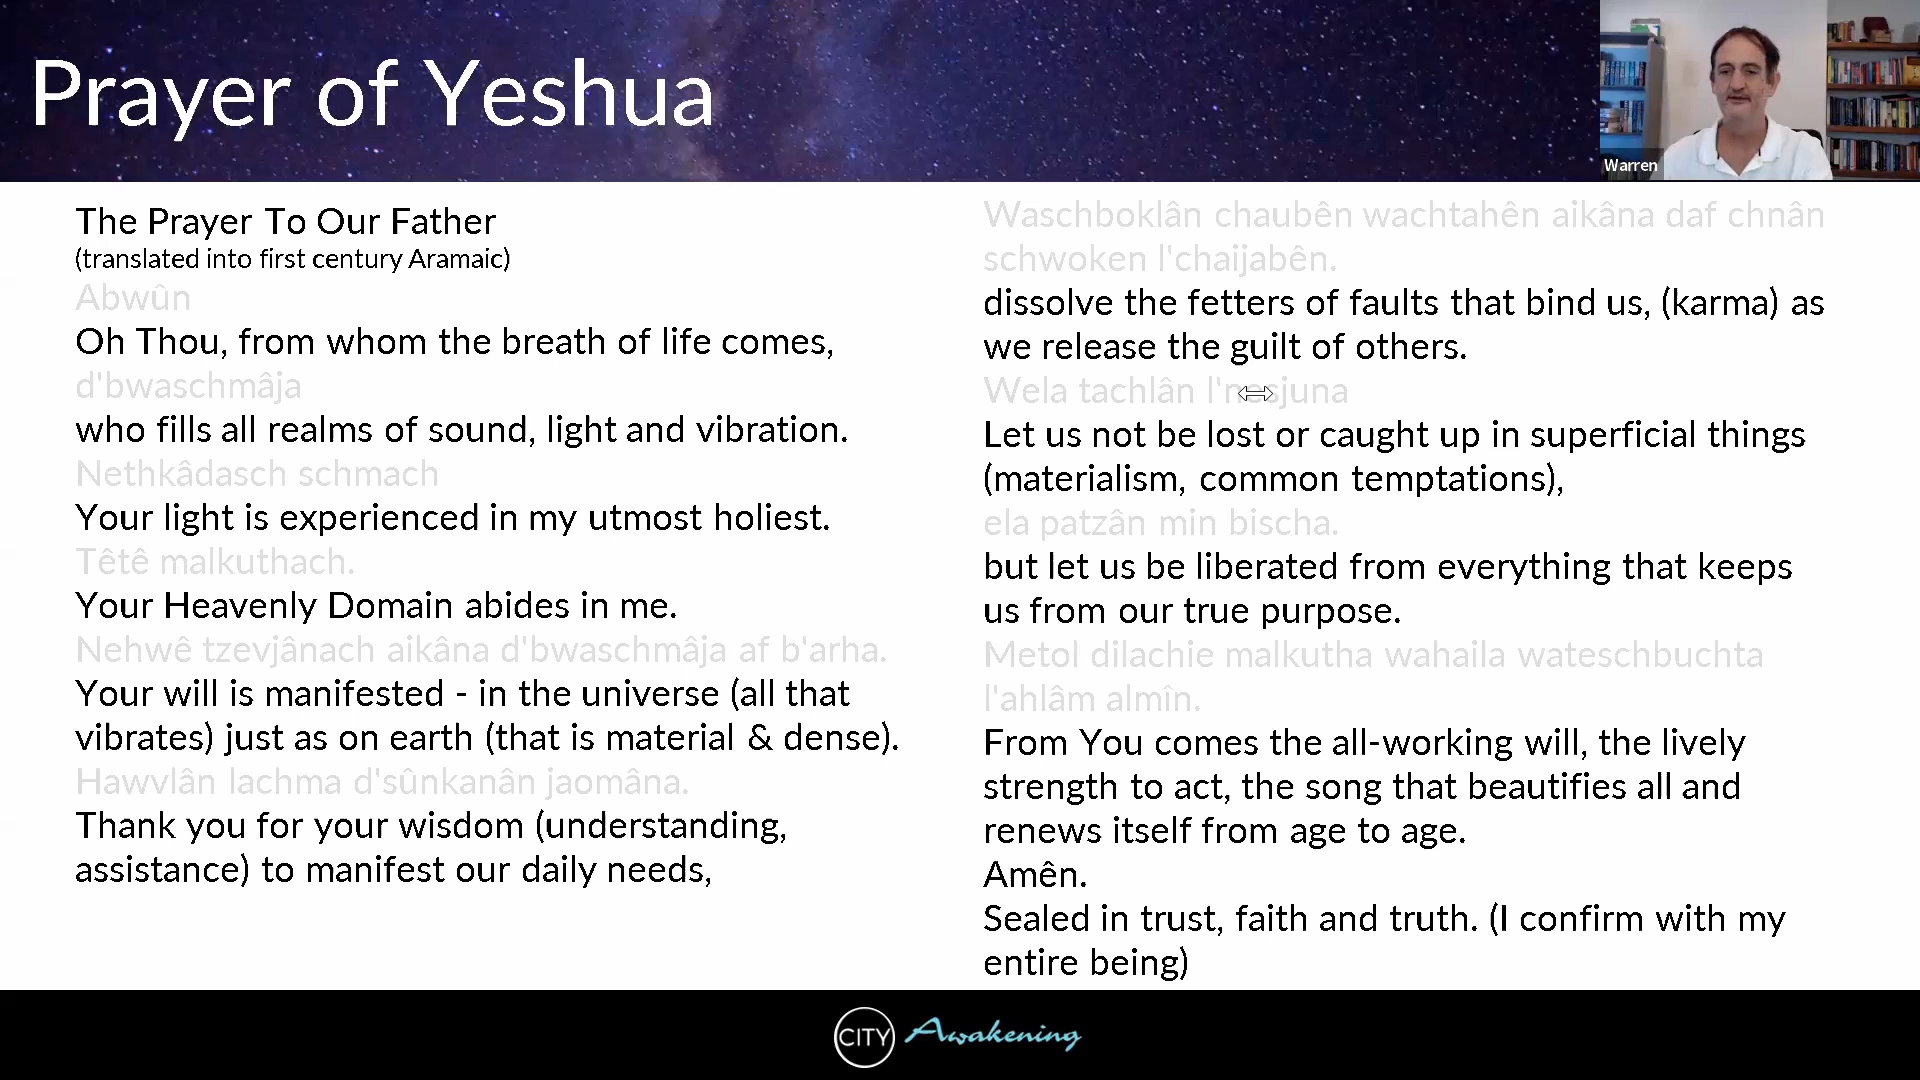 Prayer of Yeshua
Warren
The Prayer To Our Father
(translated into first century Aramaic)
Abwûn
Oh Thou, from whom the breath of life comes,
d'bwaschmâja
who fills all realms of sound, light and vibration.
Nethkâdasch schmach
Your light is experienced in my utmost holiest.
Têtê malkuthach.
Your Heavenly Domain abides in me.
Nehwê tzevjânach aikâna d'bwaschmâja af b'arha.
Your will is manifested - in the universe (all that
vibrates) just as on earth (that is material & dense).
Hawvlân lachma d'sûnkanân jaomâna.
Thank you for your wisdom (understanding,
assistance) to manifest our daily needs,
Waschboklân chaubên wachtahên aikâna daf chnân
schwoken l'chaijabên.
dissolve the fetters of faults that bind us, (karma) as
we release the guilt of others.
Wela tachlân l'nesjuna
Let us not be lost or caught up in superficial things
(materialism, common temptations),
ela patzân min bischa.
but let us be liberated from everything that keeps
us from our true purpose.
Metol dilachie malkutha wahaila wateschbuchta
l'ahlâm almîn.
From You comes the all-working will, the lively
strength to act, the song that beautifies all and
renews itself from age to age.
Amên.
Sealed in trust, faith and truth. (I confirm with my
entire being)
CITY Awakening